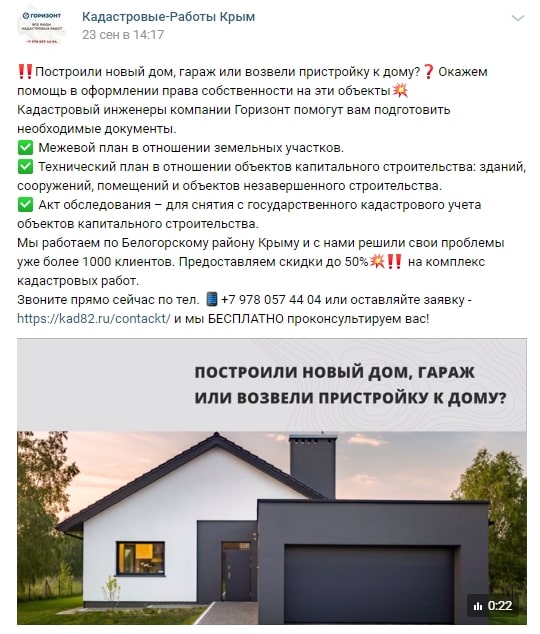 ГОРИЗОНТ
ВСЕ ВИДЫ
КАДАСТРОВЫХ РАБОТ
+7 978 057 44 04
Кадастровые-Работы Крым
23 сен в 14:17
‼️Построили новый дом, гараж или возвели пристройку к дому?❓Окажем
помощь в оформлении права собственности на эти объекты💥
Кадастровый инженеры компании Горизонт помогут вам подготовить
необходимые документы.
✅ Межевой план в отношении земельных участков.
✅ Технический план в отношении объектов капитального строительства: зданий,
сооружений, помещений и объектов незавершенного строительства.
✅ Акт обследования – для снятия с государственного кадастрового учета
объектов капитального строительства.
Мы работаем по Белогорскому району Крыму и с нами решили свои проблемы
уже более 1000 клиентов. Предоставляем скидки до 50%💥‼️ на комплекс
кадастровых работ.
Звоните прямо сейчас по тел. 📱+7 978 057 44 04 или оставляйте заявку -
https://kad82.ru/contackt/ и мы БЕСПЛАТНО проконсультируем вас!
ПОСТРОИЛИ НОВЫЙ ДОМ, ГАРАЖ
ИЛИ ВОЗВЕЛИ ПРИСТРОЙКУ К ДОМУ?
0:22